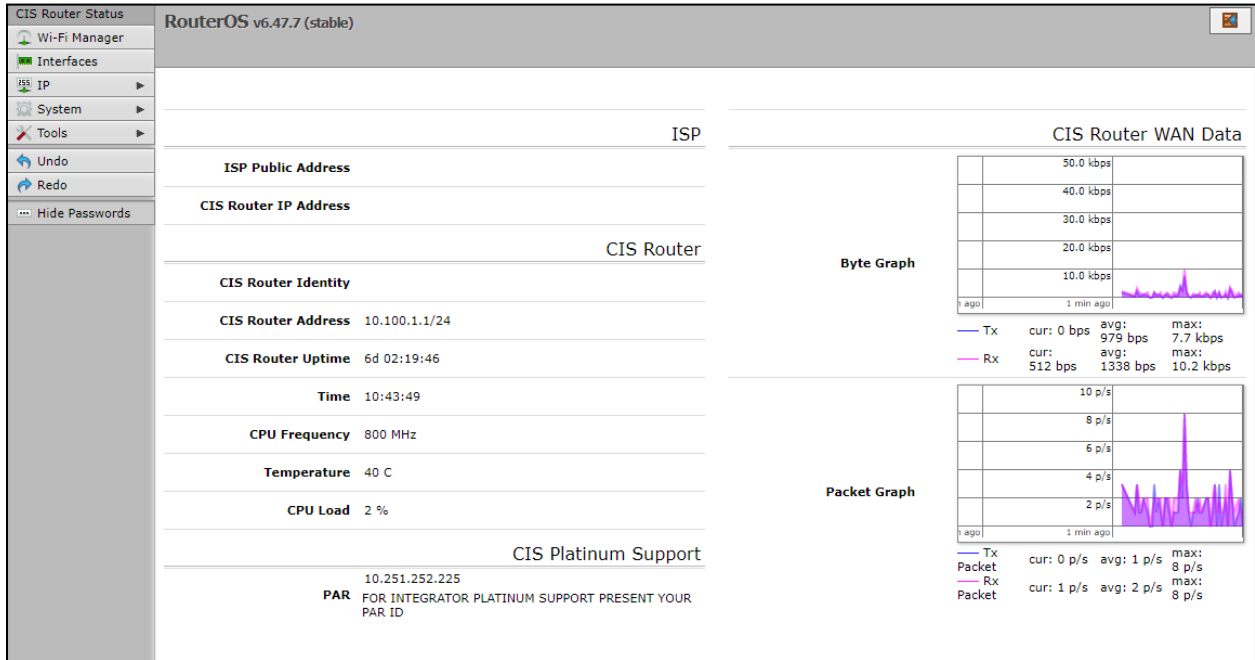 CIS Router Status
Wi-Fi Manager
Interfaces
255
IP
System
Tools
Undo
Redo
Hide Passwords
RouterOS v6.47.7 (stable)
ISP
ISP Public Address
CIS Router IP Address
CIS Router
CIS Router Identity
CIS Router Address 10.100.1.1/24
CIS Router Uptime 6d 02:19:46
Time 10:43:49
CPU Frequency 800 MHz
Temperature 40 C
CPU Load 2 %
CIS Platinum Support
10.251.252.225
PAR FOR INTEGRATOR PLATINUM SUPPORT PRESENT YOUR
PAR ID
CIS Router WAN Data
Byte Graph
50.0 kbps
40.0 kbps
30.0 kbps
20.0 kbps
10.0 kbps
ago 1 min ago
Tx cur: 0 bps avg: 979 bps max: 7.7 kbps
Rx cur: 512 bps avg: 1338 bps max: 10.2 kbps
Packet Graph
10 p/s
8 p/s
6 p/s
4 p/s
2 p/s
ago 1 min ago
Tx Packet cur: 0 p/s avg: 1 p/s max: 8 p/s
Rx Packet cur: 1 p/s avg: 2 p/s max: 8 p/s